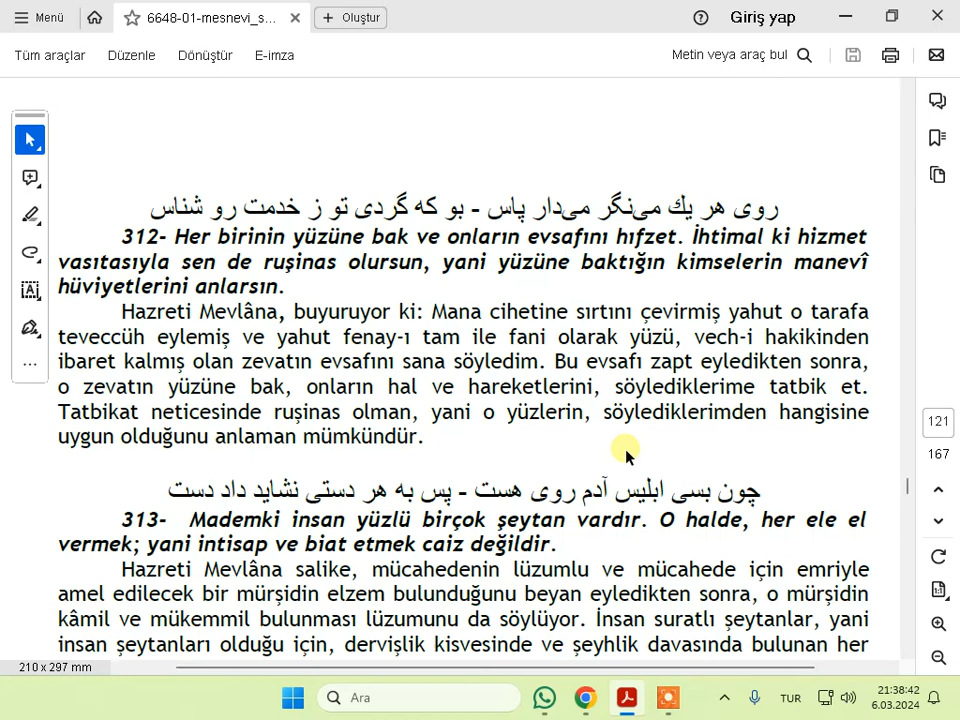 Menü
6648-01-mesnevi_s...
Oluştur
Giriş yap
Tüm araçlar
Düzenle
Dönüştür
E-imza
Metin veya araç bul
روی هر یك می‌نگر می‌دار پاس - بو که گردی تو ز خدمت رو شناس
312- Her birinin yüzüne bak ve onların evsafını hıfzet. İhtimal ki hizmet
vasıtasıyla sen de ruşinas olursun, yani yüzüne baktığın kimselerin manevî
hüviyetlerini anlarsın.
Hazreti Mevlâna, buyuruyor ki: Mana cihetine sırtını çevirmiş yahut o tarafa
teveccüh eylemiş ve yahut fenay-ı tam ile fani olarak yüzü, vech-i hakikinden
ibaret kalmış olan zevatın evsafını sana söyledim. Bu evsafı zapt eyledikten sonra,
o zevatın yüzüne bak, onların hal ve hareketlerini, söylediklerime tatbik et.
Tatbikat neticesinde ruşinas olman, yani o yüzlerin, söylediklerimden hangisine
uygun olduğunu anlaman mümkündür.
چون بسی ابلیس آدم روی هست - پس به هر دستی نشاید داد دست
313- Mademki insan yüzlü birçok şeytan vardır. O halde, her ele el
vermek; yani intisap ve biat etmek caiz değildir.
Hazreti Mevlâna salike, mücahedenin lüzumlu ve mücahede için emriyle
amel edilecek bir mürşidin elzem bulunduğunu beyan eyledikten sonra, o mürşidin
kâmil ve mükemmil bulunması lüzumunu da söylüyor. İnsan suratlı şeytanlar, yani
insan şeytanları olduğu için, dervişlik kisvesinde ve şeyhlik davasında bulunan her
121
167
210 x 297 mm
Ara
TUR
21:38:42
6.03.2024